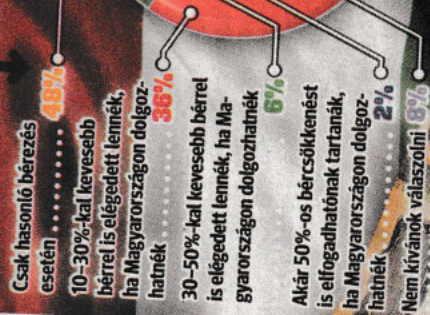 Csak hasonló bérezés
esetén ........ 48%
10–30%-kal kevesebb
bérrel is elégedett lennék,
ha Magyarországon dolgoz-
hatnék ........ 36%
30–50%-kal kevesebb bérrel
is elégedett lennék, ha Ma-
gyarországon dolgozhatnék
6%
Akár 50%-os bércsökkenést
is elfogadhatónak tartanák,
ha Magyarországon dolgoz-
hatnék ........ 2%
Nem kívánok válaszolni 8%